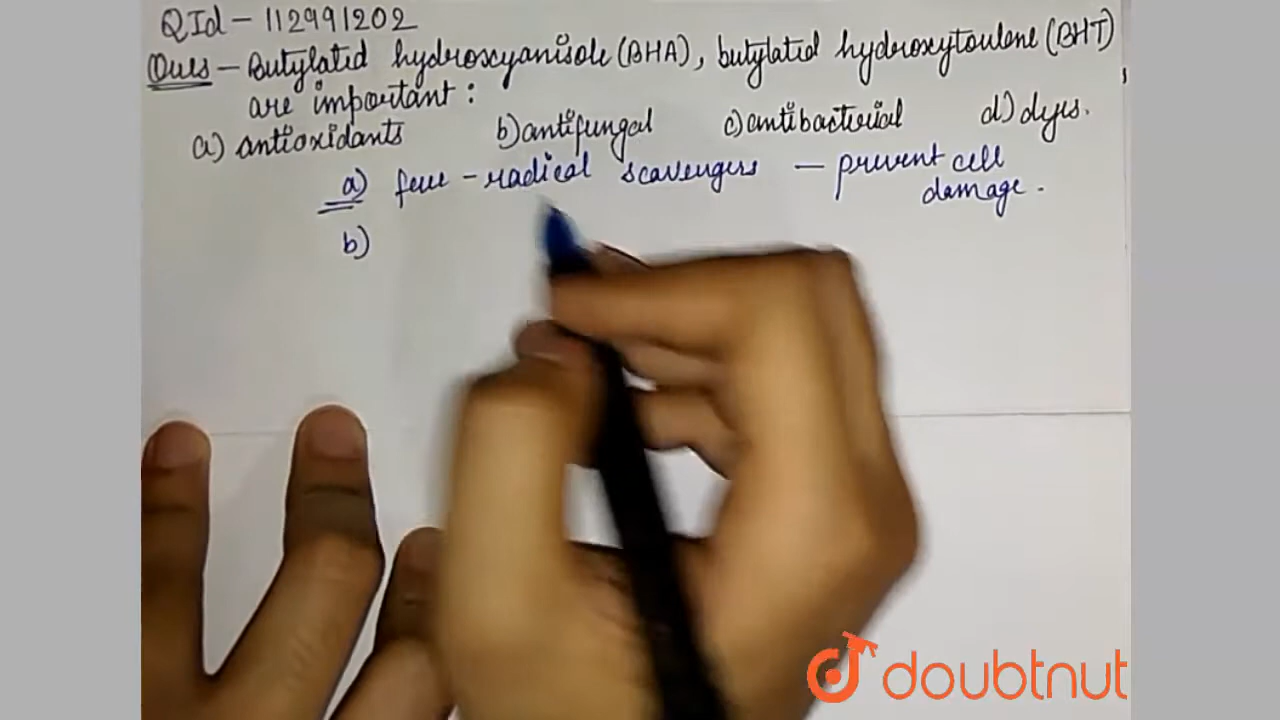 QId - 112991202
Ques - Butylated hydroxyanisole (BHA), butylated hydroxytoulene (BHT),
are important :
a) antioxidants b) antifungal c) antibacterial d) dyes.
a) free - radical scavengers - prevent cell
damage.
b)
doubtnut